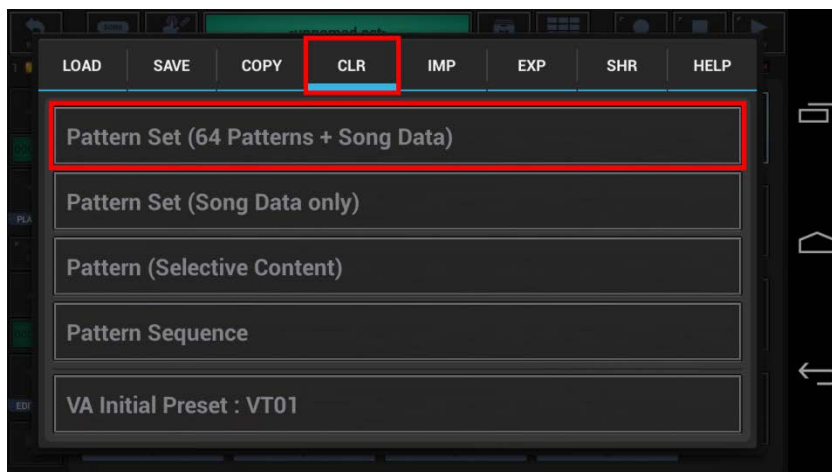 LOAD SAVE COPY CLR IMP EXP SHR HELP
Pattern Set (64 Patterns + Song Data)
Pattern Set (Song Data only)
Pattern (Selective Content)
Pattern Sequence
VA Initial Preset : VT01